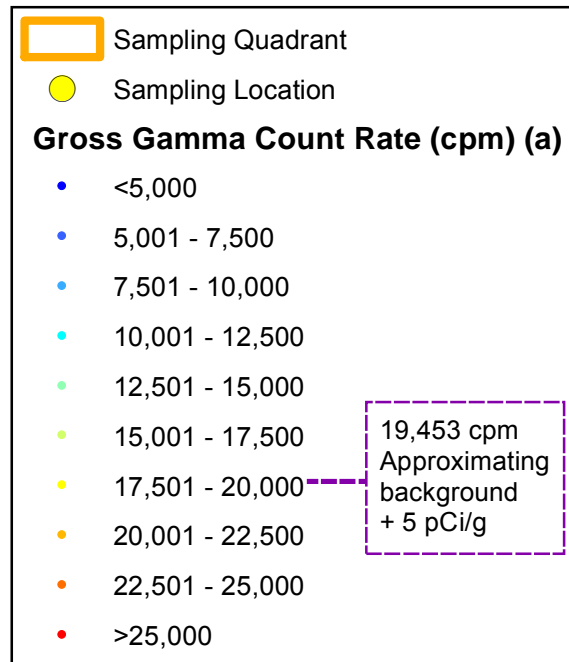 Sampling Quadrant
Sampling Location
Gross Gamma Count Rate (cpm) (a)
<5,000
5,001 - 7,500
7,501 - 10,000
10,001 - 12,500
12,501 - 15,000
15,001 - 17,500
17,501 - 20,000
20,001 - 22,500
22,501 - 25,000
>25,000
19,453 cpm
Approximating
background
+ 5 pCi/g